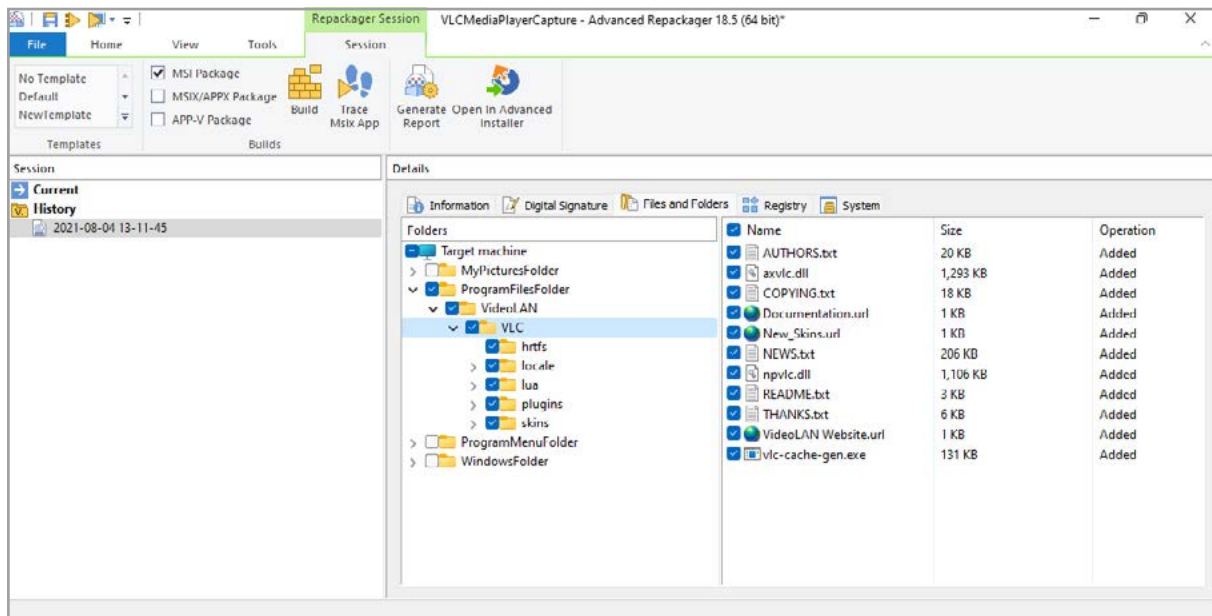 Repackager Session VLCMediaPlayerCapture - Advanced Repackager 18.5 (64 bit)*
File Home View Tools Session
No Template
Default
NewTemplate
Templates
MSI Package
MSIX/APPX Package
APP-V Package
Build
Trace
Msix App
Builds
Generate
Report
Open in Advanced
Installer
Session
Current
History
2021-08-04 13-11-45
Details
Information Digital Signature Files and Folders Registry System
Folders
Target machine
MyPicturesFolder
ProgramFilesFolder
VideoLAN
VLC
hrtfs
locale
lua
plugins
skins
ProgramMenuFolder
WindowsFolder
Name Size Operation
AUTHORS.txt 20 KB Added
axvlc.dll 1,293 KB Added
COPYING.txt 18 KB Added
Documentation.url 1 KB Added
New_Skins.url 1 KB Added
NEWS.txt 206 KB Added
npvlc.dll 1,106 KB Added
README.txt 3 KB Added
THANKS.txt 6 KB Added
VideoLAN Website.url 1 KB Added
vlc-cache-gen.exe 131 KB Added